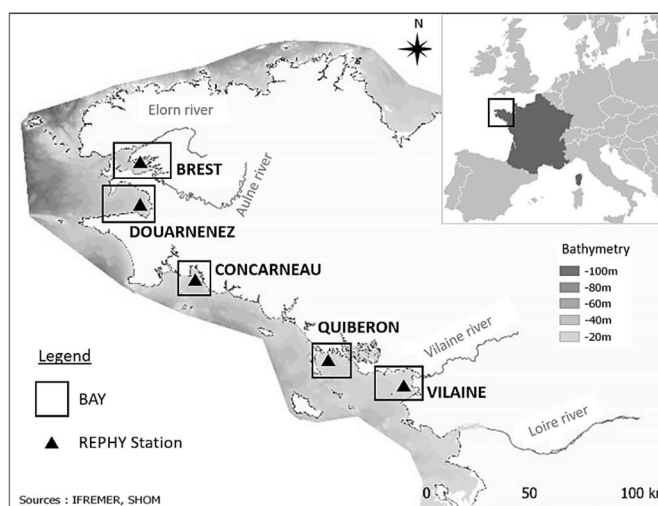 N
Elorn river
BREST
Aulne river
DOUARNENEZ
CONCARNEAU
QUIBERON
Vilaine river
VILAINE
Loire river
Bathymetry
-100m
-80m
-60m
-40m
-20m
Legend
BAY
REPHY Station
Sources : IFREMER, SHOM
0 50 100 km